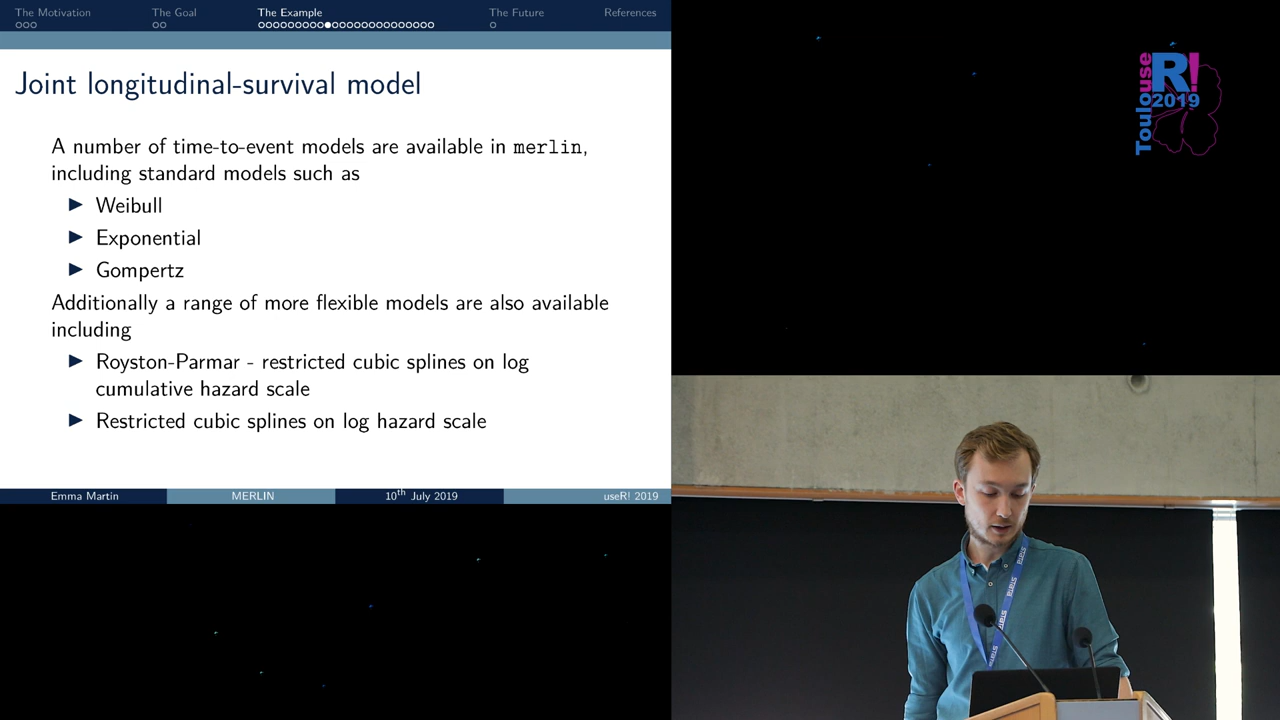 The Motivation The Goal The Example The Future References
Joint longitudinal-survival model
A number of time-to-event models are available in merlin,
including standard models such as
Weibull
Exponential
Gompertz
Additionally a range of more flexible models are also available
including
Royston-Parmar - restricted cubic splines on log
cumulative hazard scale
Restricted cubic splines on log hazard scale
Emma Martin MERLIN 10th July 2019 useR! 2019
Toulouse
R!
2019